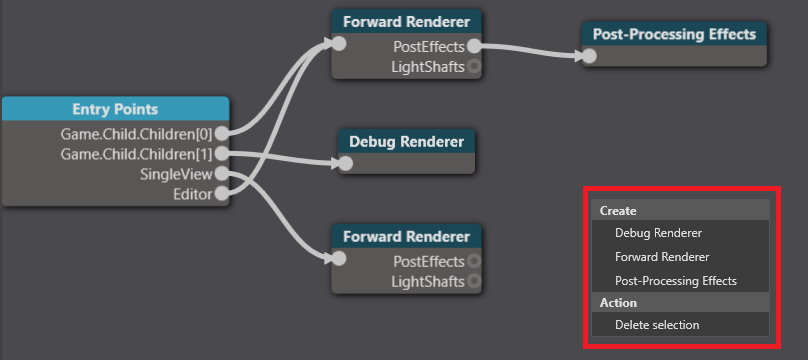 Forward Renderer
PostEffects
LightShafts
Post-Processing Effects
Entry Points
Game.Child.Children[0]
Game.Child.Children[1]
SingleView
Editor
Debug Renderer
Forward Renderer
PostEffects
LightShafts
Create
Debug Renderer
Forward Renderer
Post-Processing Effects
Action
Delete selection